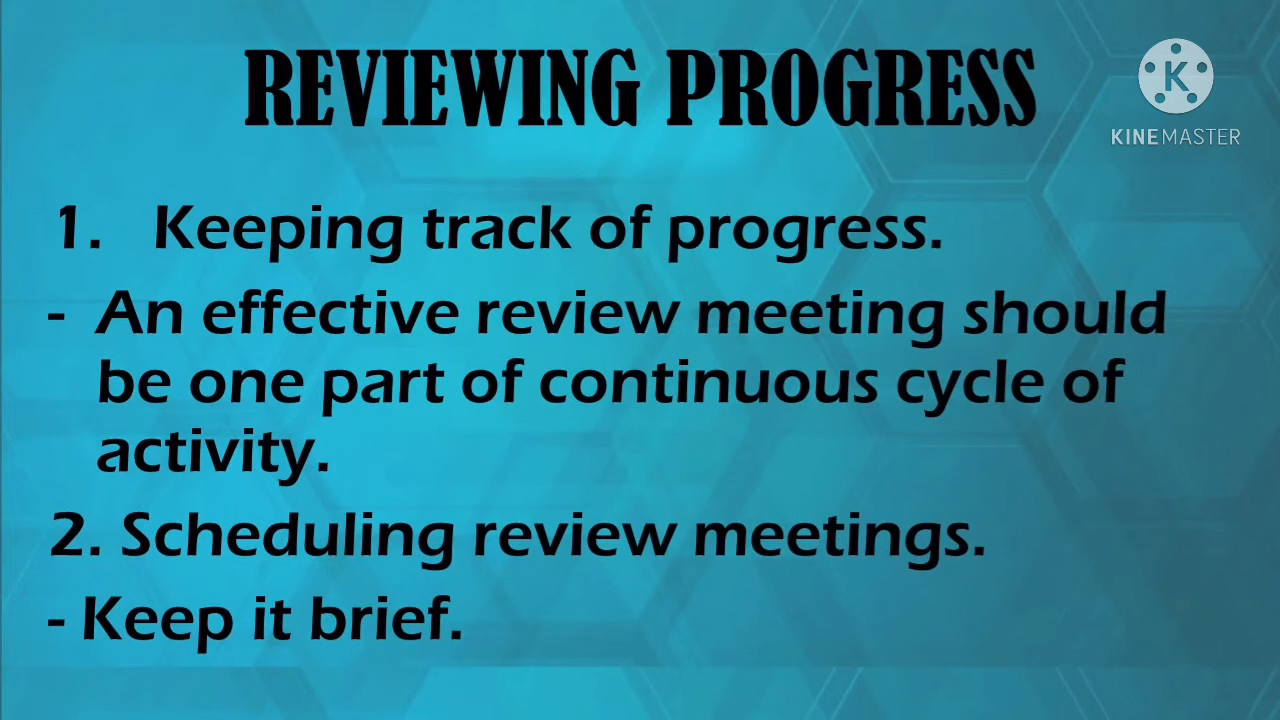 REVIEWING PROGRESS
K
KINEMASTER
1. Keeping track of progress.
- An effective review meeting should
be one part of continuous cycle of
activity.
2. Scheduling review meetings.
- Keep it brief.